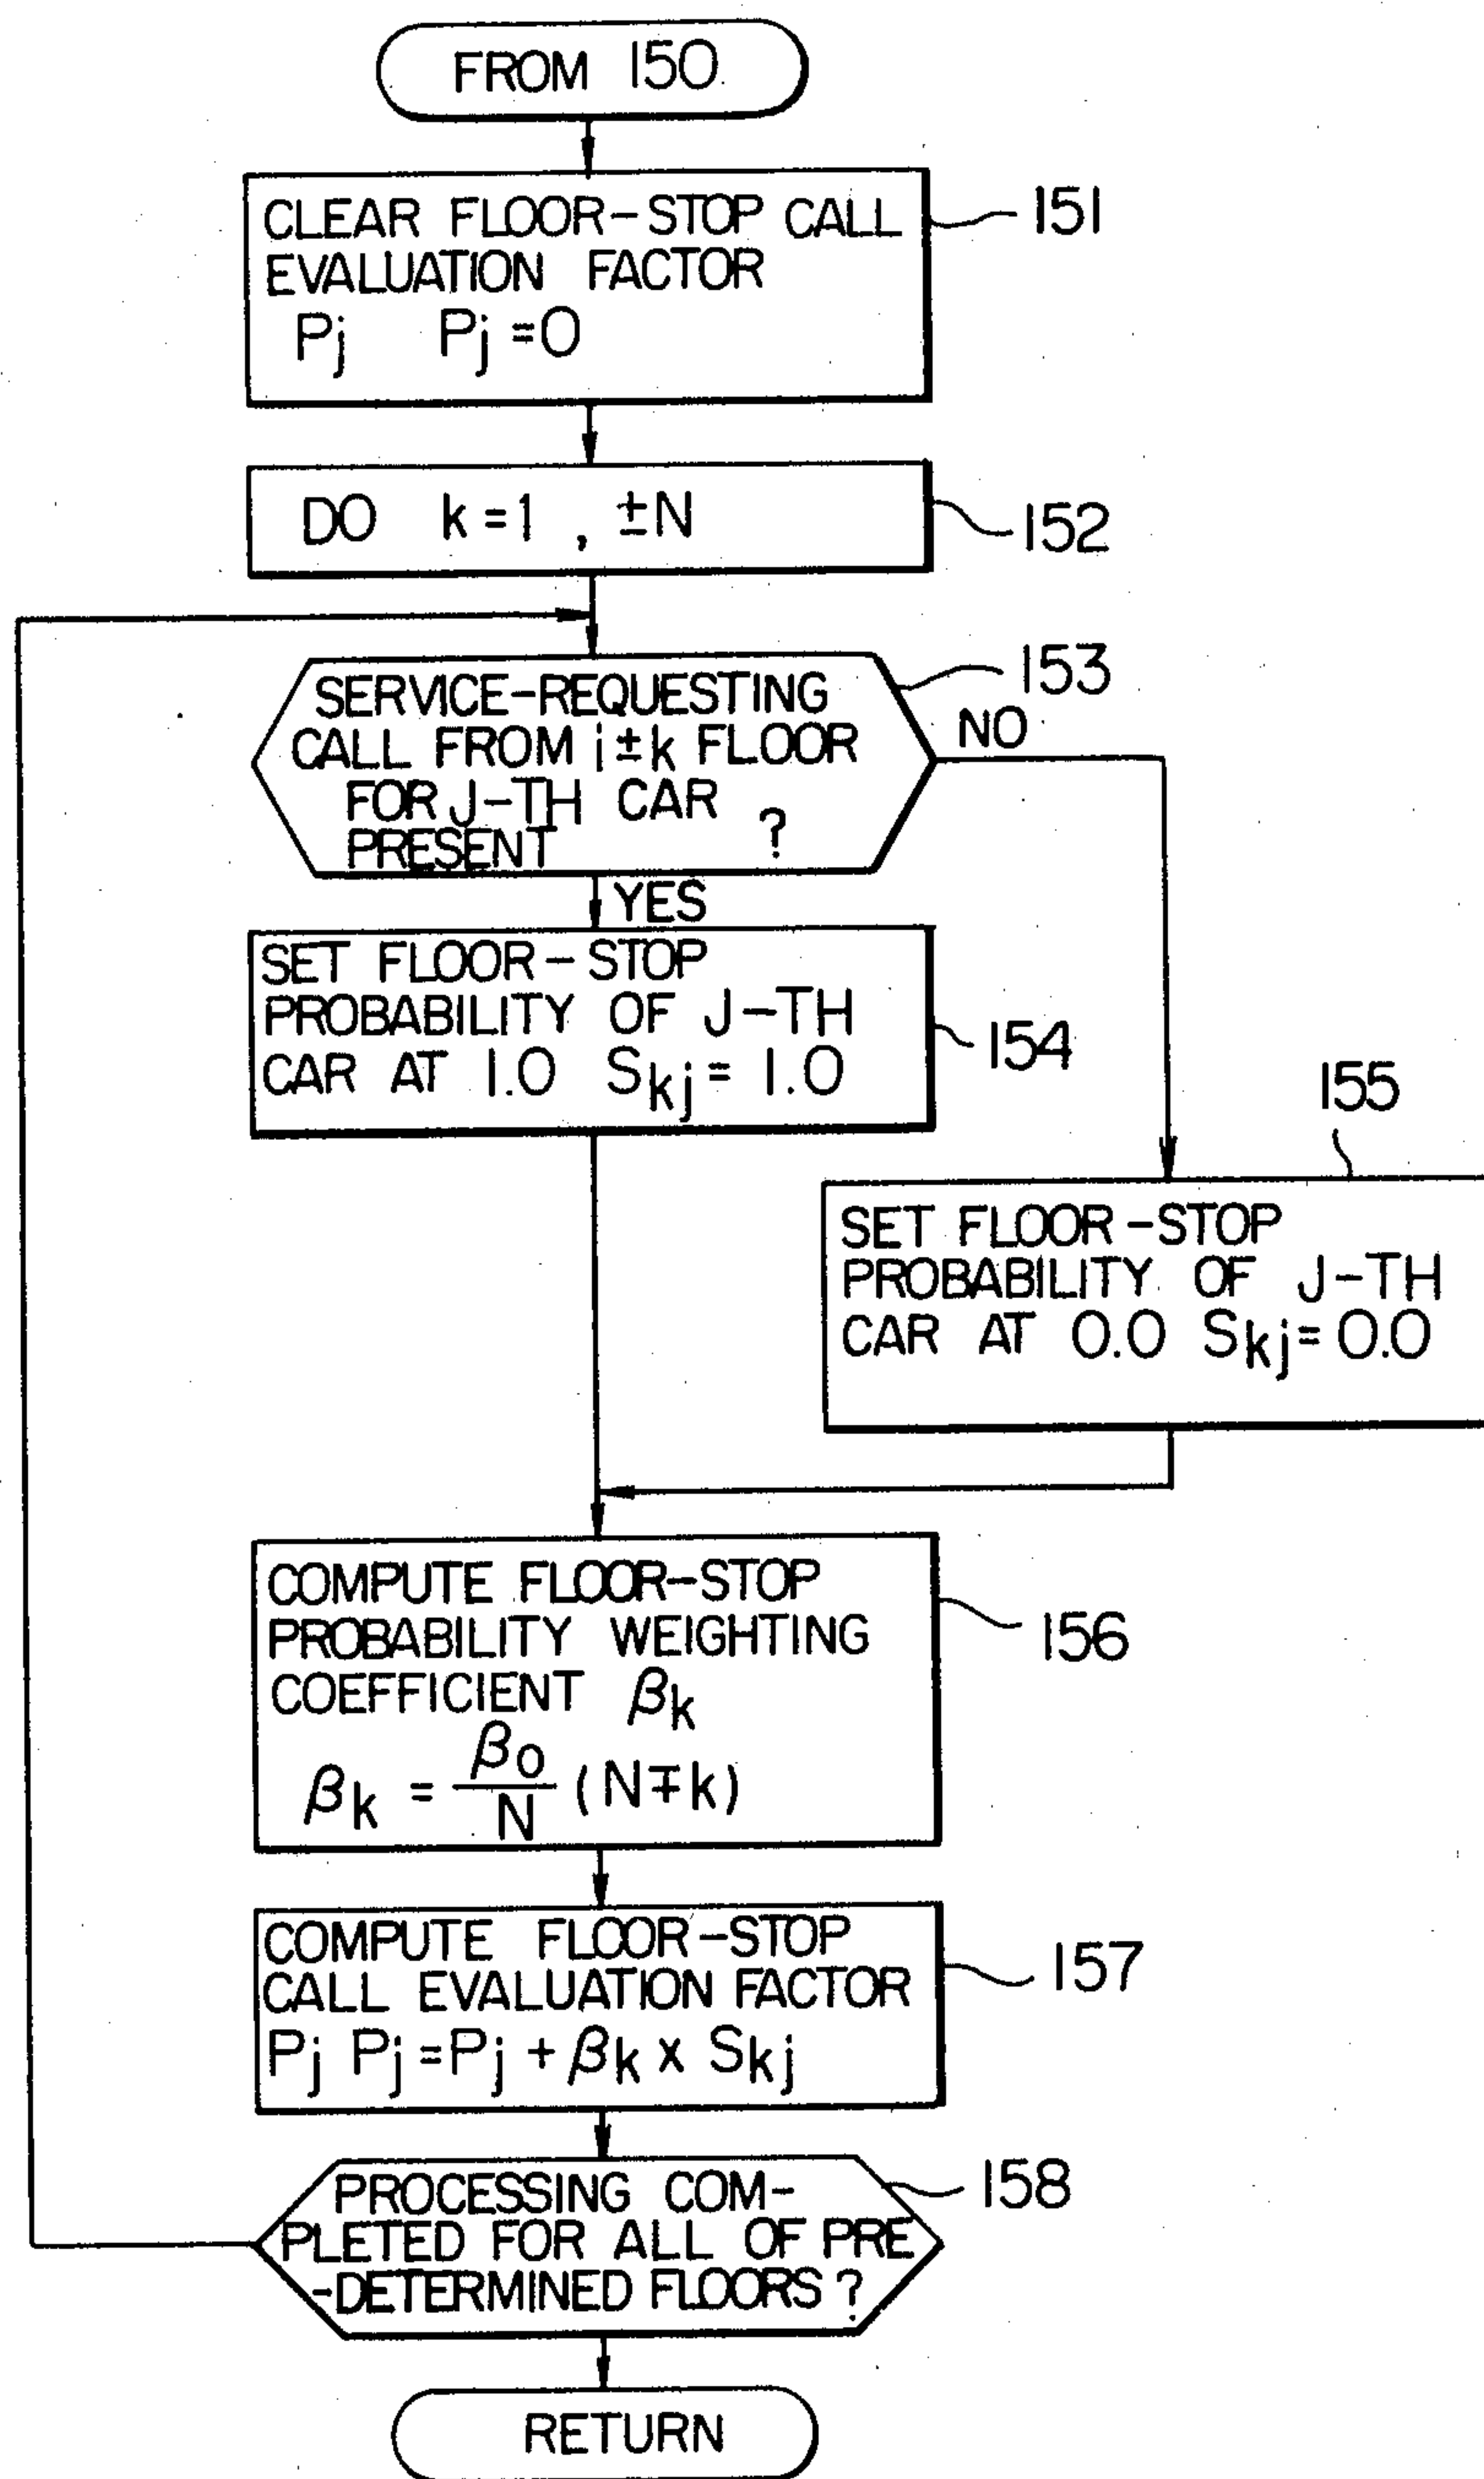 FROM 150
CLEAR FLOOR-STOP CALL
EVALUATION FACTOR
Pj Pj=0
151
DO k=1, ±N
152
SERVICE-REQUESTING
CALL FROM i±k FLOOR
FOR J-TH CAR
PRESENT ?
153
NO
YES
SET FLOOR-STOP
PROBABILITY OF J-TH
CAR AT 1.0 Skj=1.0
154
155
SET FLOOR-STOP
PROBABILITY OF J-TH
CAR AT 0.0 Skj=0.0
COMPUTE FLOOR-STOP
PROBABILITY WEIGHTING
COEFFICIENT βk
βk = β0/N (N∓k)
156
COMPUTE FLOOR-STOP
CALL EVALUATION FACTOR
Pj Pj=Pj+βk x Skj
157
PROCESSING COM-
PLETED FOR ALL OF PRE
-DETERMINED FLOORS?
158
RETURN